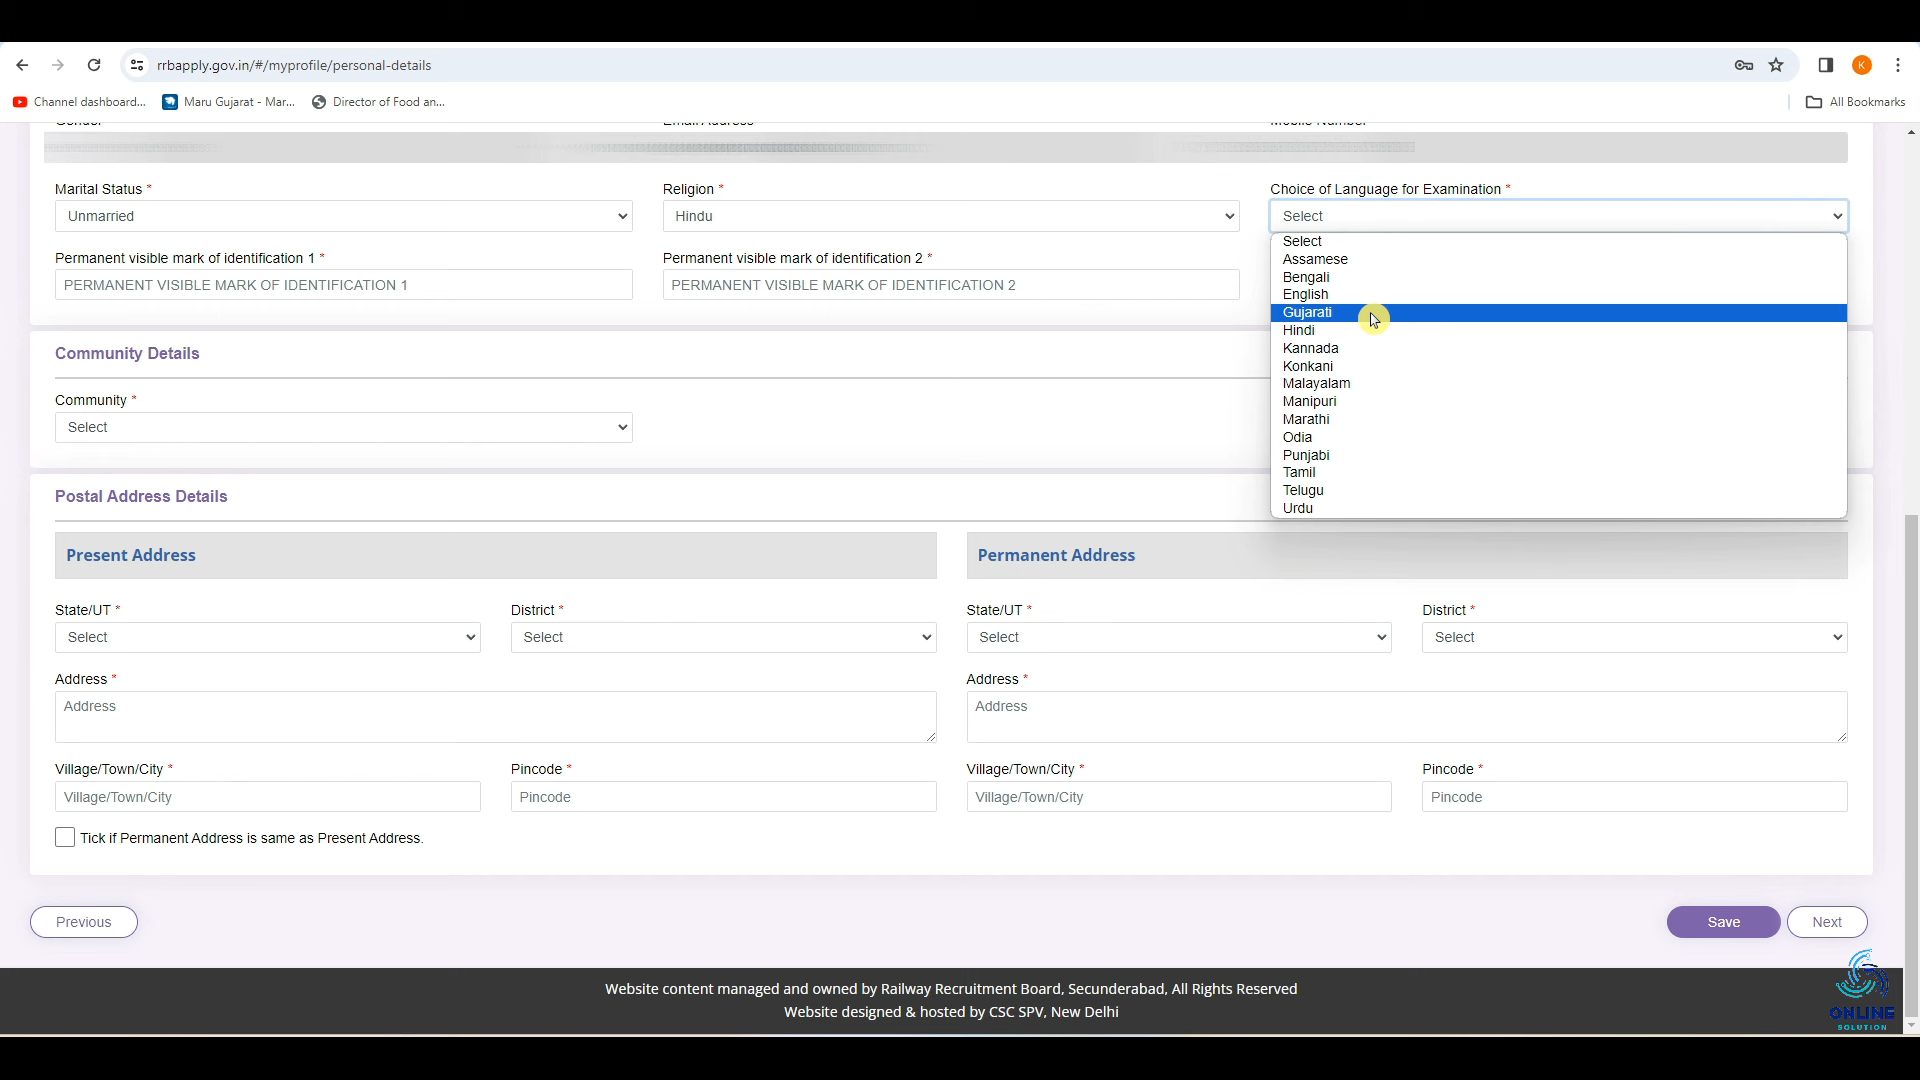 rrbapply.gov.in/#/myprofile/personal-details
K
Channel dashboard...
Maru Gujarat - Mar...
Director of Food an...
All Bookmarks
Gender
Email Address
Mobile Number
Marital Status *
Religion *
Choice of Language for Examination *
Unmarried
Hindu
Select
Permanent visible mark of identification 1 *
Permanent visible mark of identification 2 *
PERMANENT VISIBLE MARK OF IDENTIFICATION 1
PERMANENT VISIBLE MARK OF IDENTIFICATION 2
Select
Assamese
Bengali
English
Gujarati
Hindi
Kannada
Konkani
Malayalam
Manipuri
Marathi
Odia
Punjabi
Tamil
Telugu
Urdu
Community Details
Community *
Select
Postal Address Details
Present Address
Permanent Address
State/UT *
District *
State/UT *
District *
Select
Select
Select
Select
Address *
Address *
Address
Address
Village/Town/City *
Pincode *
Village/Town/City *
Pincode *
Village/Town/City
Pincode
Village/Town/City
Pincode
Tick if Permanent Address is same as Present Address.
Previous
Save
Next
Website content managed and owned by Railway Recruitment Board, Secunderabad, All Rights Reserved
Website designed & hosted by CSC SPV, New Delhi
ONLINE
SOLUTION